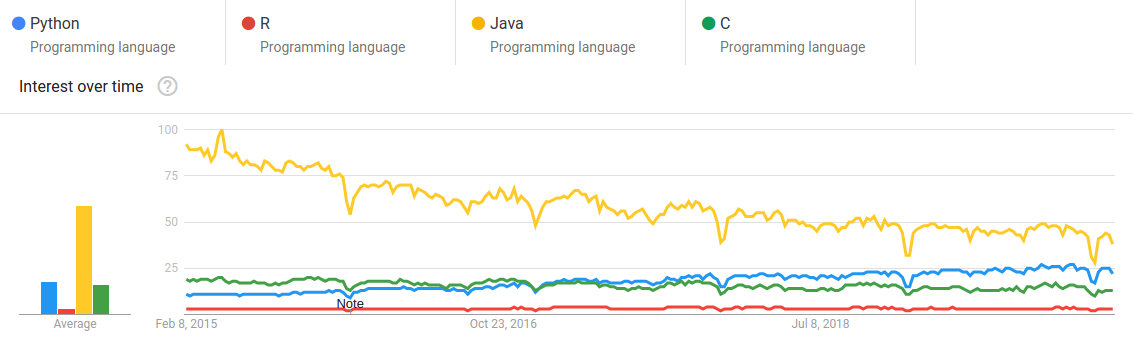 Python
Programming language
R
Programming language
Java
Programming language
C
Programming language
Interest over time ?
100
75
50
25
Note
Average
Feb 8, 2015
Oct 23, 2016
Jul 8, 2018